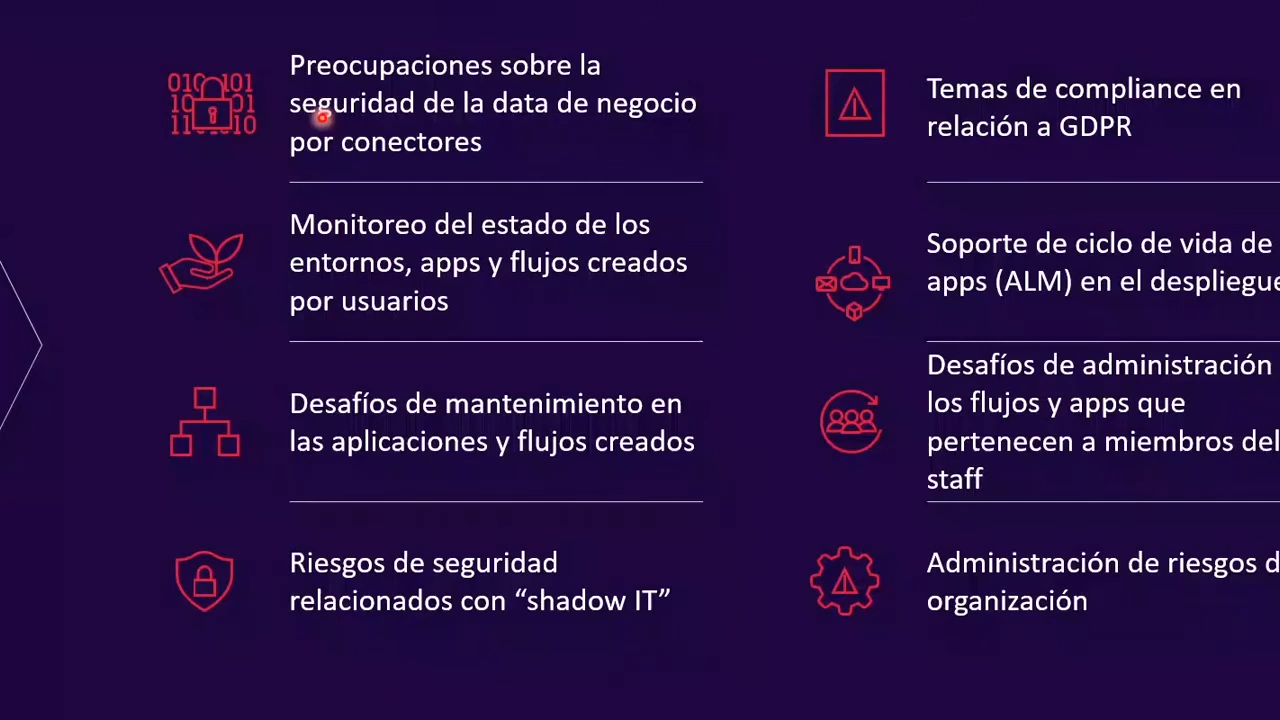 Preocupaciones sobre la
seguridad de la data de negocio
por conectores
Monitoreo del estado de los
entornos, apps y flujos creados
por usuarios
Desafíos de mantenimiento en
las aplicaciones y flujos creados
Riesgos de seguridad
relacionados con “shadow IT”
Temas de compliance en
relación a GDPR
Soporte de ciclo de vida de
apps (ALM) en el despliegue
Desafíos de administración
los flujos y apps que
pertenecen a miembros del
staff
Administración de riesgos
organización